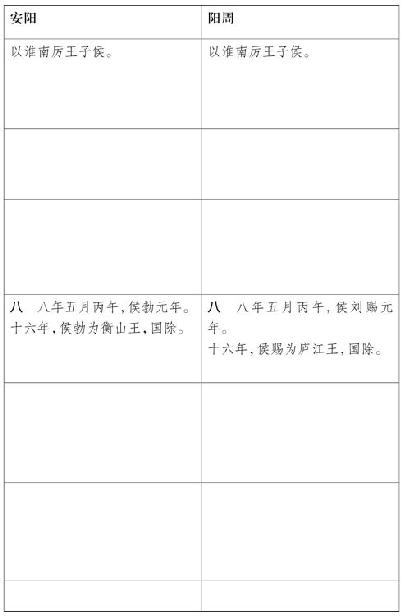 安阳
阳周
以淮南厉王子侯。
以淮南厉王子侯。
八 八年五月丙午,侯勃元年。
十六年,侯勃为衡山王,国除。
八 八年五月丙午,侯刘赐元
年。
十六年,侯赐为庐江王,国除。